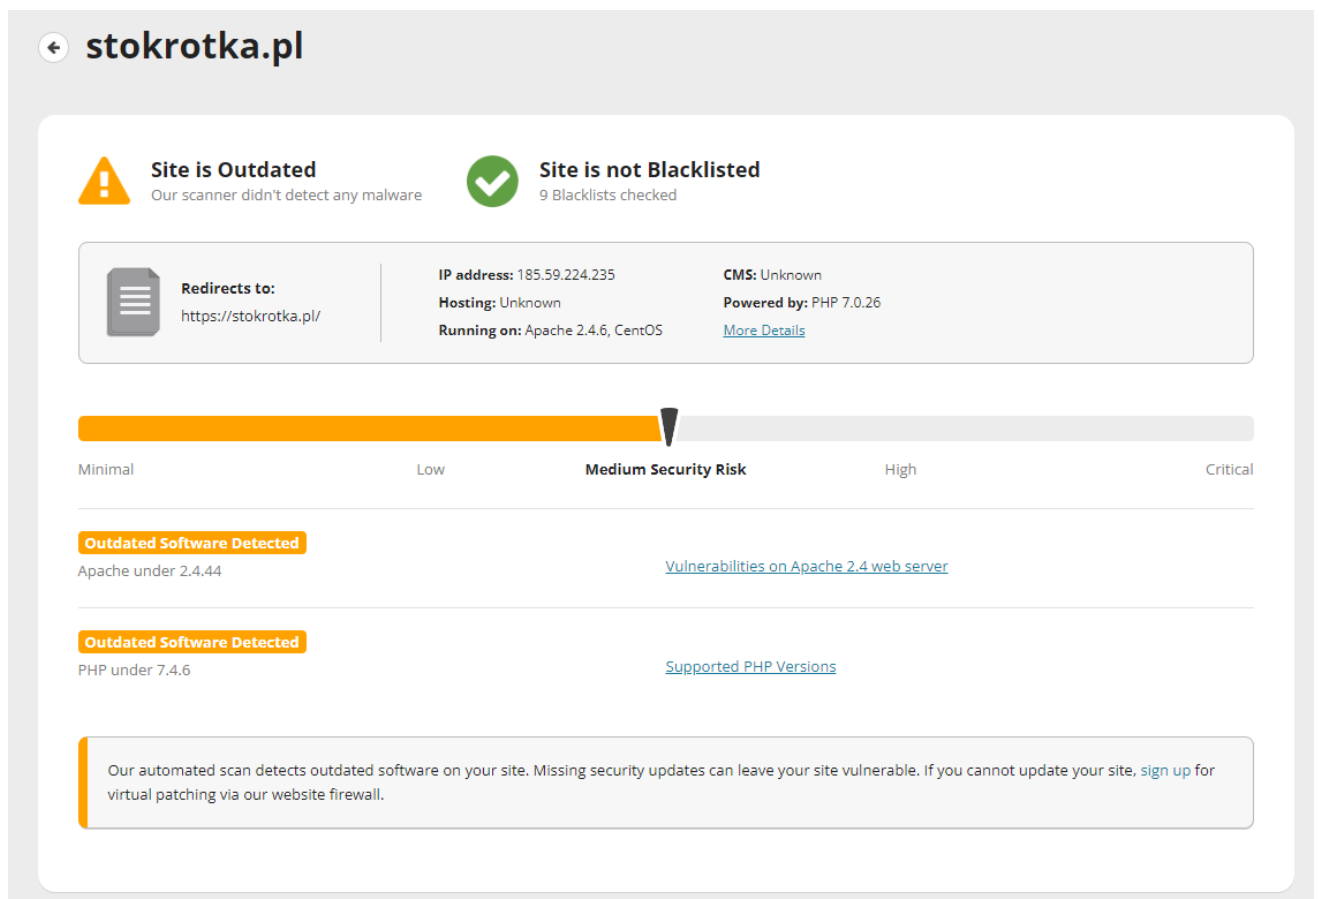 stokrotka.pl
Site is Outdated
Our scanner didn't detect any malware
Site is not Blacklisted
9 Blacklists checked
Redirects to:
https://stokrotka.pl/
IP address: 185.59.224.235
Hosting: Unknown
Running on: Apache 2.4.6, CentOS
CMS: Unknown
Powered by: PHP 7.0.26
More Details
Minimal
Low
Medium Security Risk
High
Critical
Outdated Software Detected
Apache under 2.4.44
Vulnerabilities on Apache 2.4 web server
Outdated Software Detected
PHP under 7.4.6
Supported PHP Versions
Our automated scan detects outdated software on your site. Missing security updates can leave your site vulnerable. If you cannot update your site, sign up for
virtual patching via our website firewall.